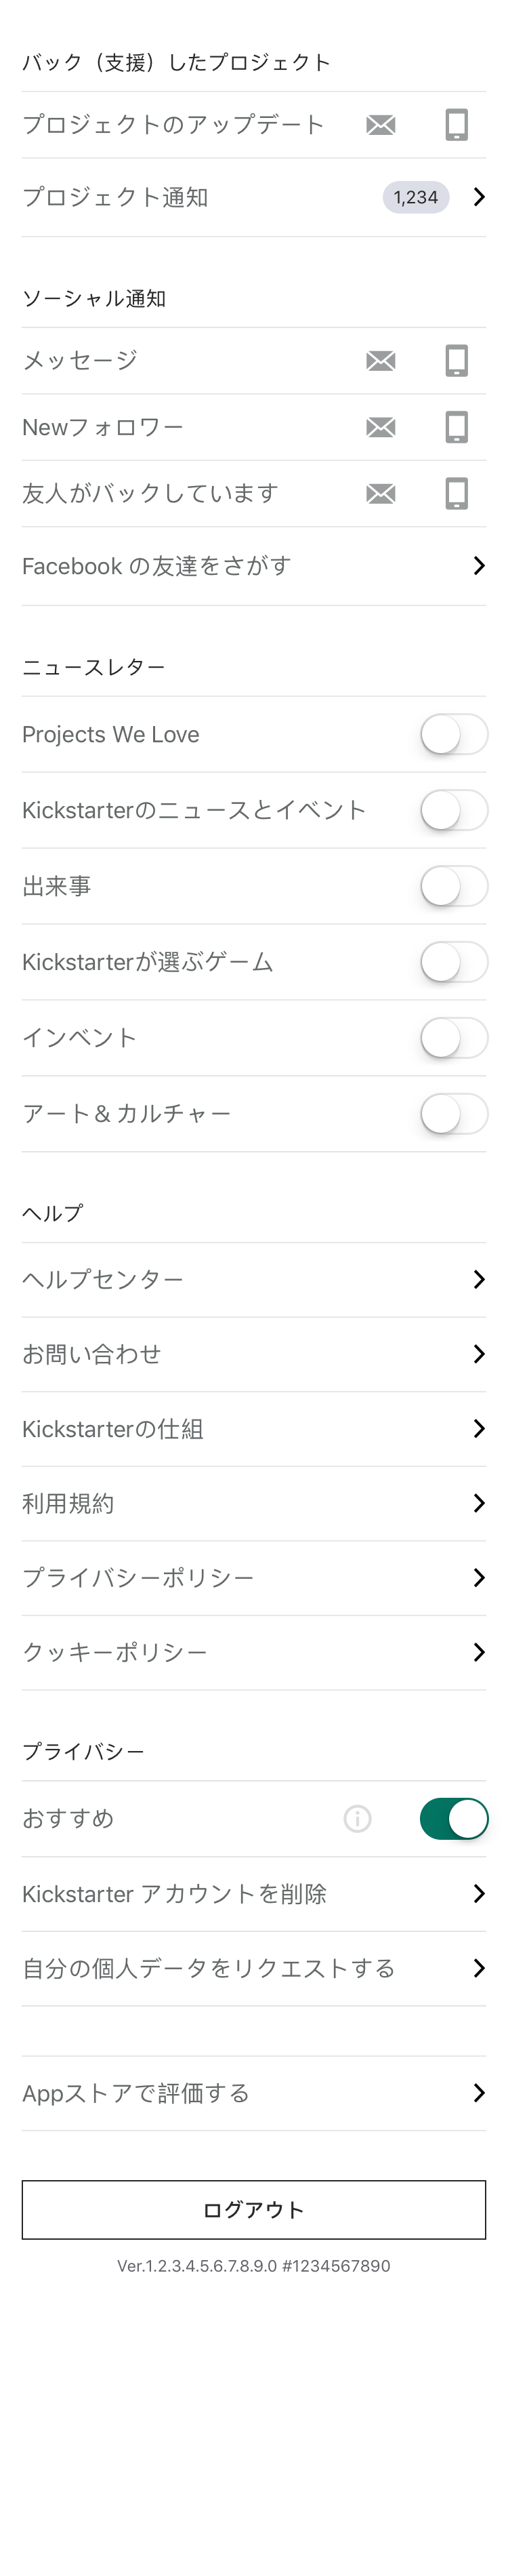 バック（支援）したプロジェクト
プロジェクトのアップデート
プロジェクト通知 1,234
ソーシャル通知
メッセージ
Newフォロワー
友人がバックしています
Facebook の友達をさがす
ニュースレター
Projects We Love
Kickstarterのニュースとイベント
出来事
Kickstarterが選ぶゲーム
インベント
アート& カルチャー
ヘルプ
ヘルプセンター
お問い合わせ
Kickstarterの仕組
利用規約
プライバシーポリシー
クッキーポリシー
プライバシー
おすすめ
Kickstarter アカウントを削除
自分の個人データをリクエストする
Appストアで評価する
ログアウト
Ver.1.2.3.4.5.6.7.8.9.0 #1234567890